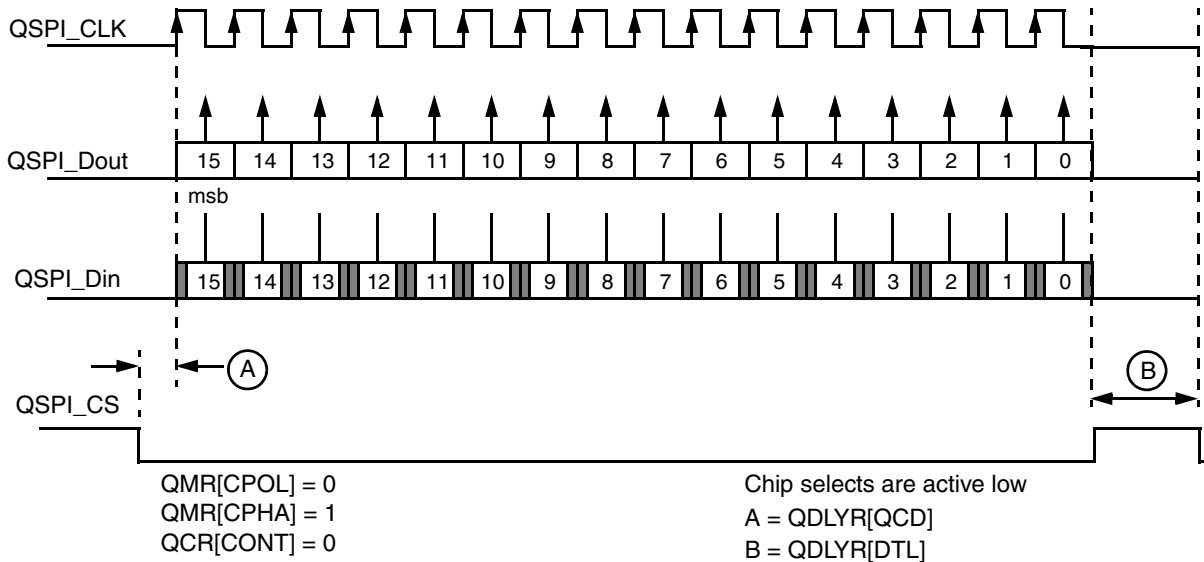 QSPI_CLK
QSPI_Dout
15 14 13 12 11 10 9 8 7 6 5 4 3 2 1 0
msb
QSPI_Din
15 14 13 12 11 10 9 8 7 6 5 4 3 2 1 0
A
B
QSPI_CS
QMR[CPOL] = 0
QMR[CPHA] = 1
QCR[CONT] = 0
Chip selects are active low
A = QDLYR[QCD]
B = QDLYR[DTL]